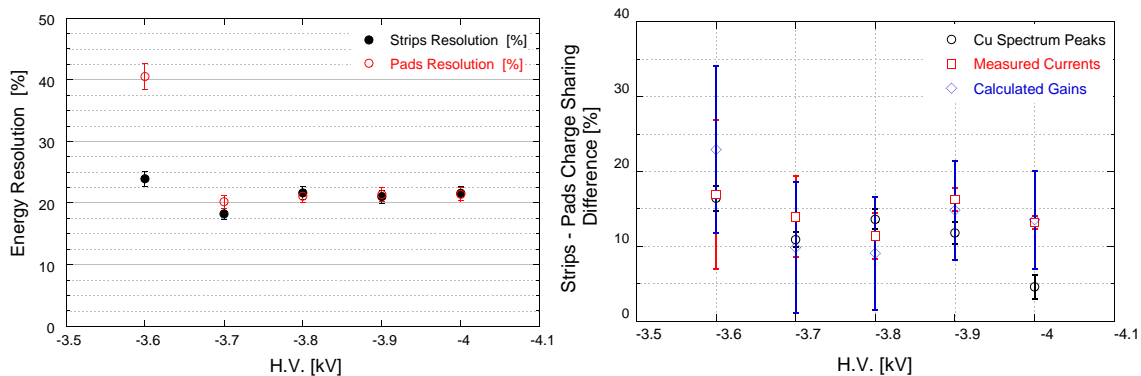 50
40
30
20
10
0
Energy Resolution [%]
Strips Resolution [%]
Pads Resolution [%]
-3.5
-3.6
-3.7
-3.8
-3.9
-4
-4.1
H.V. [kV]
40
30
20
10
0
Strips - Pads Charge Sharing
Difference [%]
Cu Spectrum Peaks
Measured Currents
Calculated Gains
-3.5
-3.6
-3.7
-3.8
-3.9
-4
-4.1
H.V. [kV]